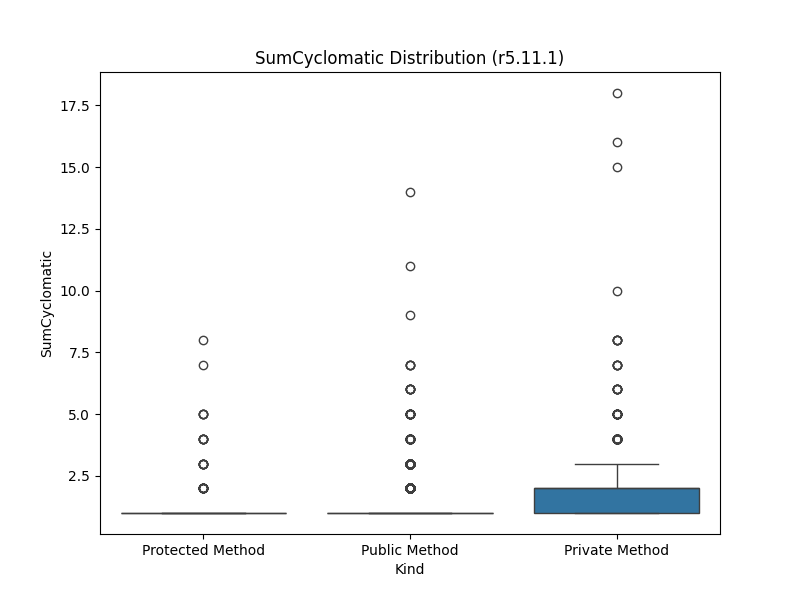 SumCyclomatic Distribution (r5.11.1)
SumCyclomatic
17.5
15.0
12.5
10.0
7.5
5.0
2.5
Protected Method
Public Method
Private Method
Kind